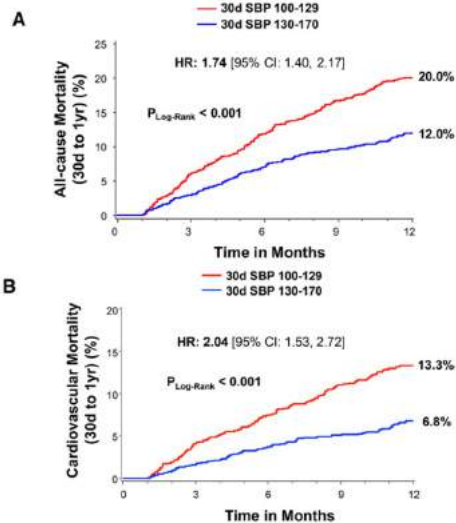 A
30d SBP 100-129
30d SBP 130-170
All-cause Mortality
(30d to 1yr) (%)
25
20
15
10
5
0
HR: 1.74 [95% CI: 1.40, 2.17]
PLog-Rank < 0.001
20.0%
12.0%
0 3 6 9 12
Time in Months
B
30d SBP 100-129
30d SBP 130-170
Cardiovascular Mortality
(30d to 1yr) (%)
20
15
10
5
0
HR: 2.04 [95% CI: 1.53, 2.72]
PLog-Rank < 0.001
13.3%
6.8%
0 3 6 9 12
Time in Months